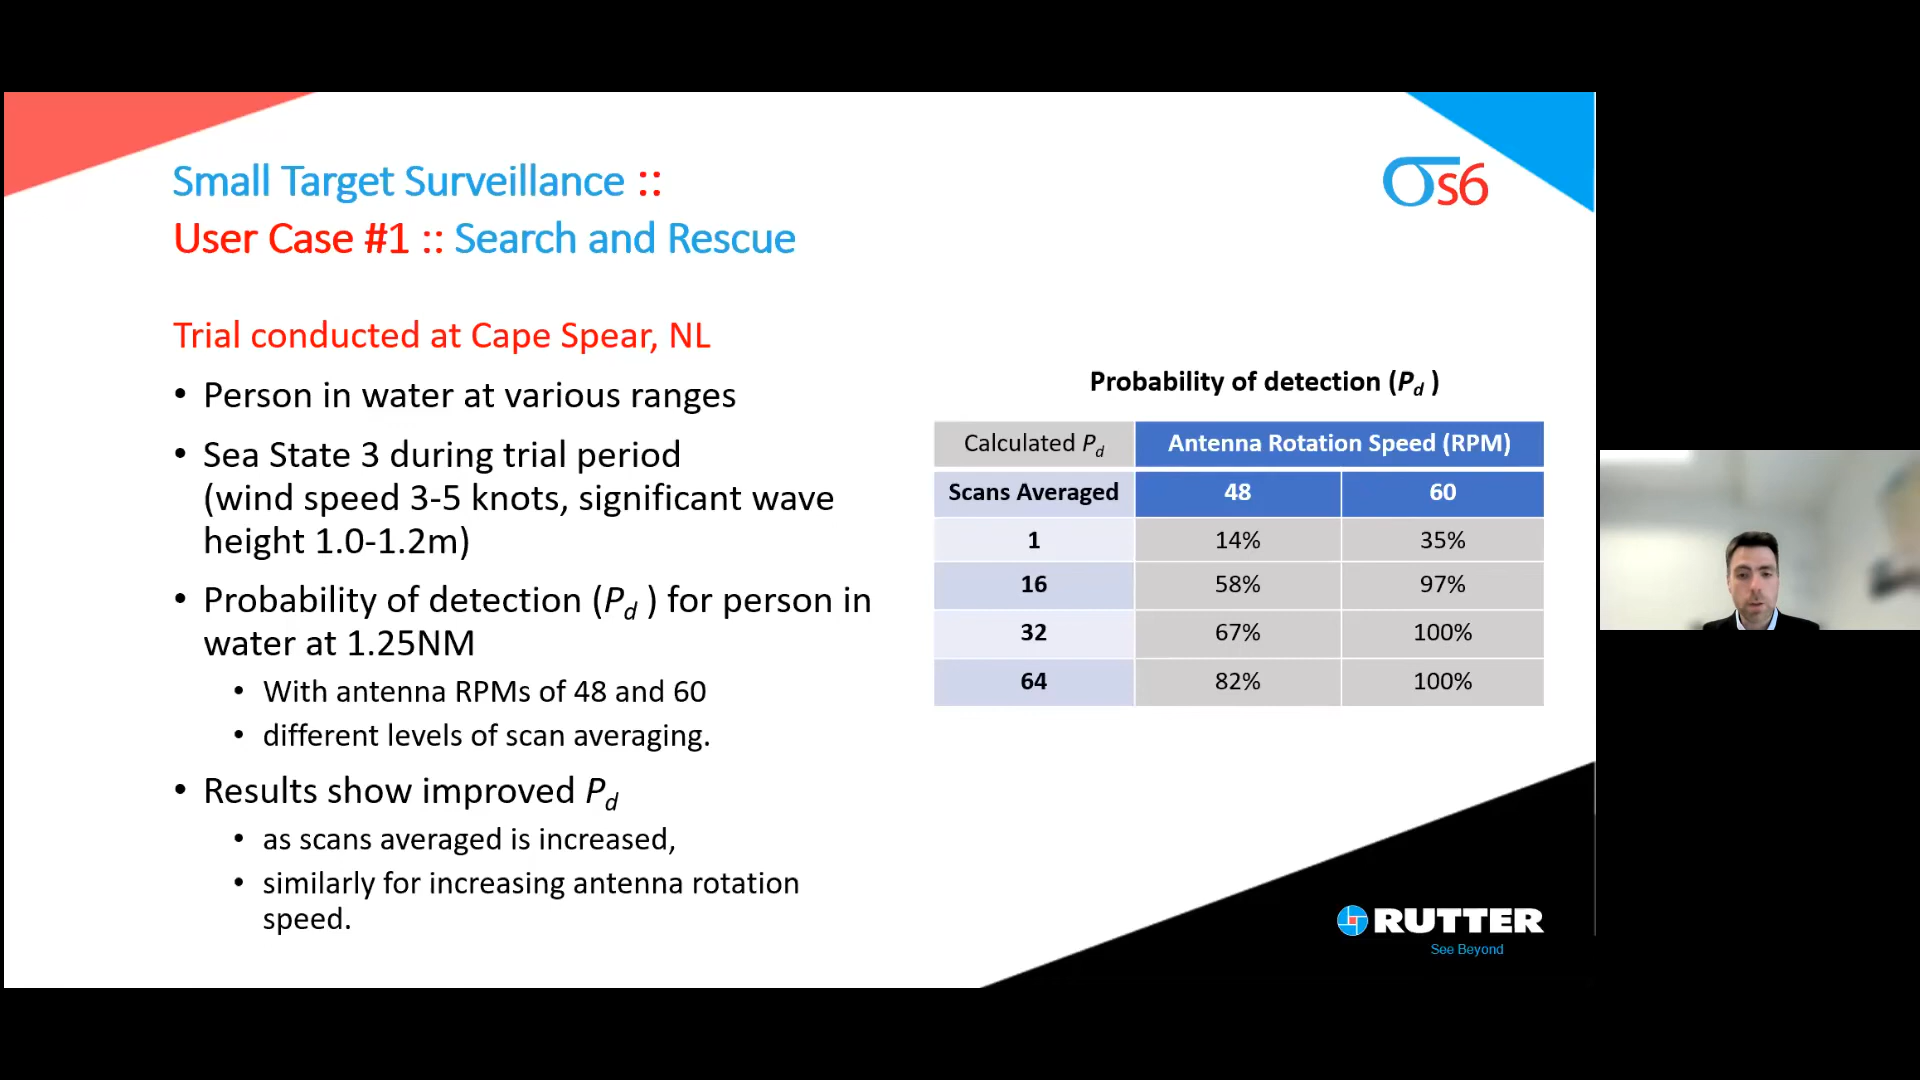 Small Target Surveillance ::
User Case #1 :: Search and Rescue
σs6
Trial conducted at Cape Spear, NL
• Person in water at various ranges
• Sea State 3 during trial period
(wind speed 3-5 knots, significant wave
height 1.0-1.2m)
• Probability of detection (Pd ) for person in
water at 1.25NM
• With antenna RPMs of 48 and 60
• different levels of scan averaging.
• Results show improved Pd
• as scans averaged is increased,
• similarly for increasing antenna rotation
speed.
Probability of detection (Pd )
Calculated Pd Antenna Rotation Speed (RPM)
Scans Averaged 48 60
1 14% 35%
16 58% 97%
32 67% 100%
64 82% 100%
RUTTER
See Beyond